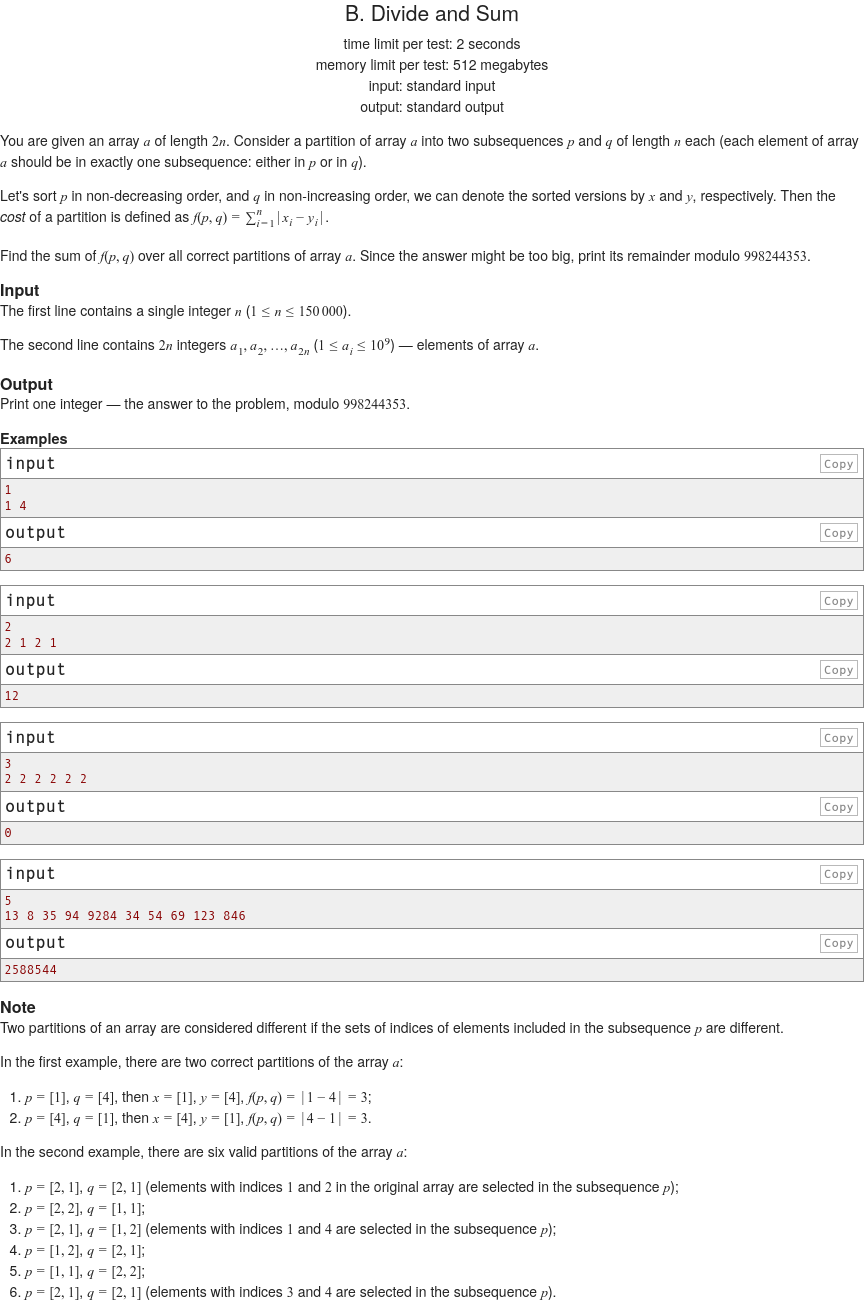 B. Divide and Sum
time limit per test: 2 seconds
memory limit per test: 512 megabytes
input: standard input
output: standard output
You are given an array a of length 2n. Consider a partition of array a into two subsequences p and q of length n each (each element of array
a should be in exactly one subsequence: either in p or in q).
Let's sort p in non-decreasing order, and q in non-increasing order, we can denote the sorted versions by x and y, respectively. Then the
cost of a partition is defined as f(p, q) = ∑_{i=1}^{n} |x_i − y_i|.
Find the sum of f(p, q) over all correct partitions of array a. Since the answer might be too big, print its remainder modulo 998244353.
Input
The first line contains a single integer n (1 ≤ n ≤ 150 000).
The second line contains 2n integers a_1, a_2, …, a_{2n} (1 ≤ a_i ≤ 10^9) — elements of array a.
Output
Print one integer — the answer to the problem, modulo 998244353.
Examples
input Copy
1
1 4
output Copy
6
input Copy
2
2 1 2 1
output Copy
12
input Copy
3
2 2 2 2 2 2
output Copy
0
input Copy
5
13 8 35 94 9284 34 54 69 123 846
output Copy
2588544
Note
Two partitions of an array are considered different if the sets of indices of elements included in the subsequence p are different.
In the first example, there are two correct partitions of the array a:
1. p = [1], q = [4], then x = [1], y = [4], f(p, q) = |1 − 4| = 3;
2. p = [4], q = [1], then x = [4], y = [1], f(p, q) = |4 − 1| = 3.
In the second example, there are six valid partitions of the array a:
1. p = [2, 1], q = [2, 1] (elements with indices 1 and 2 in the original array are selected in the subsequence p);
2. p = [2, 2], q = [1, 1];
3. p = [2, 1], q = [1, 2] (elements with indices 1 and 4 are selected in the subsequence p);
4. p = [1, 2], q = [2, 1];
5. p = [1, 1], q = [2, 2];
6. p = [2, 1], q = [2, 1] (elements with indices 3 and 4 are selected in the subsequence p).